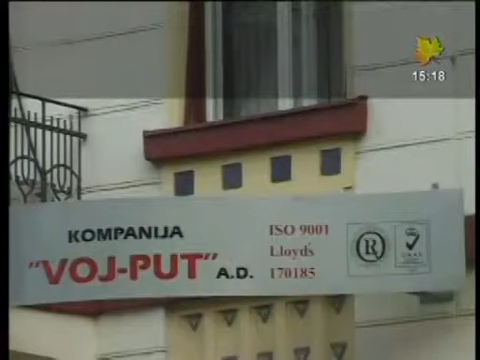 15:18
KOMPANIJA
"VOJ-PUT" A.D.
ISO 9001
Lloyd's
170185
R